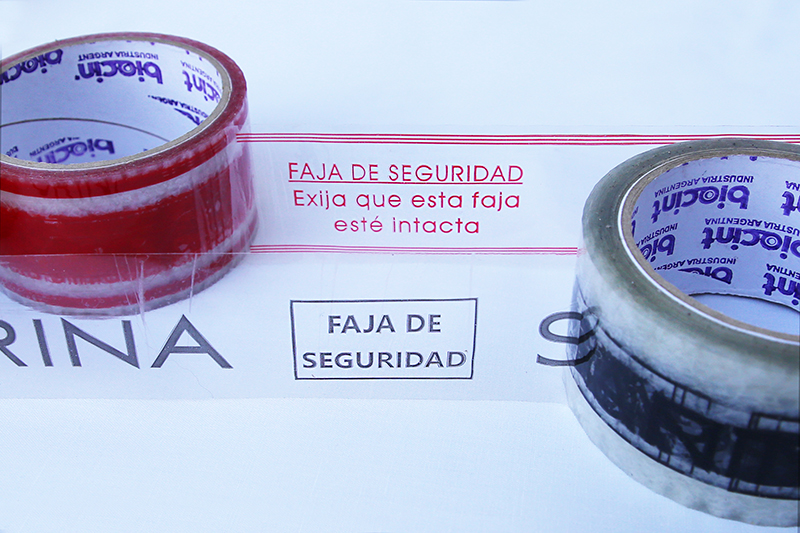 biocint
INDUSTRIA ARGENTINA
FAJA DE SEGURIDAD
Exija que esta faja
esté intacta
RINA
FAJA DE
SEGURIDAD
S
biocint
INDUSTRIA ARGENTINA